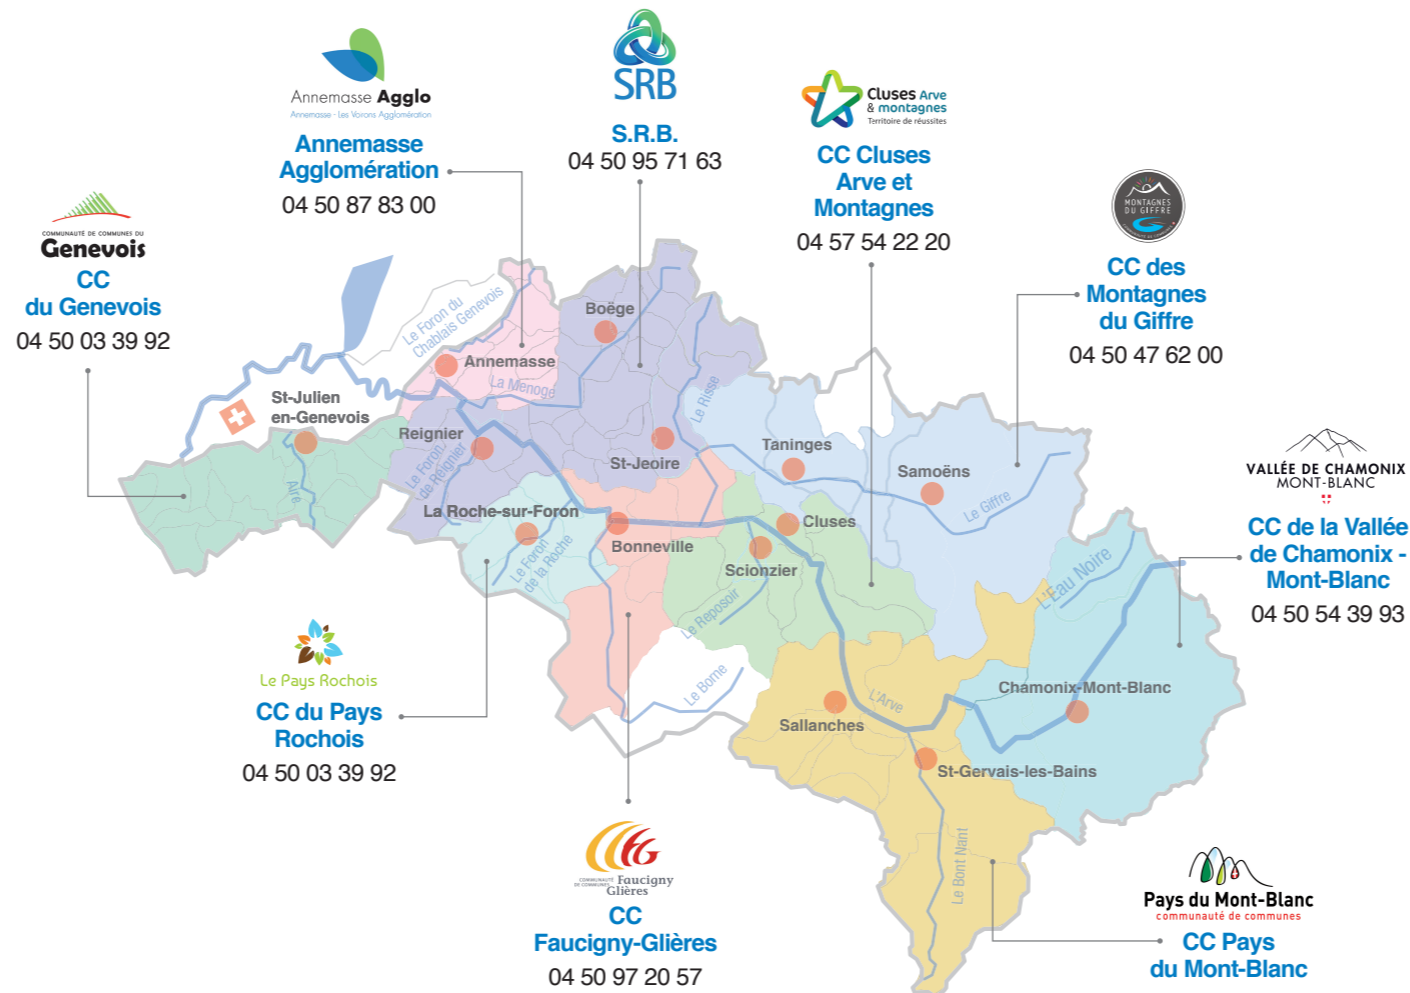 Annemasse Agglo
Annemasse - Les Voirons Agglomération
Annemasse
Agglomération
04 50 87 83 00
SRB
S.R.B.
04 50 95 71 63
Cluses Arve
& montagnes
Territoire de réussites
CC Cluses
Arve et
Montagnes
04 57 54 22 20
MONTAGNES
DU GIFFRE
CC des
Montagnes
du Giffre
04 50 47 62 00
COMMUNAUTÉ DE COMMUNES DU
Genevois
CC
du Genevois
04 50 03 39 92
VALLÉE DE CHAMONIX
MONT-BLANC
CC de la Vallée
de Chamonix -
Mont-Blanc
04 50 54 39 93
Le Foron du
Chablais Genevois
Boëge
Annemasse
La Menoge
Le Risse
St-Julien
en-Genevois
Reignier
Le Foron
de Reignier
St-Jeoire
Taninges
Samoëns
Le Giffre
Aire
La Roche-sur-Foron
Le Foron
de la Roche
Bonneville
Cluses
Scionzier
Le Reposoir
L'Eau Noire
Le Borne
L'Arve
Chamonix-Mont-Blanc
Sallanches
St-Gervais-les-Bains
Le Bont Nant
Le Pays Rochois
CC du Pays
Rochois
04 50 03 39 92
COMMUNAUTÉ
DE COMMUNES
Faucigny
Glières
CC
Faucigny-Glières
04 50 97 20 57
Pays du Mont-Blanc
communauté de communes
CC Pays
du Mont-Blanc